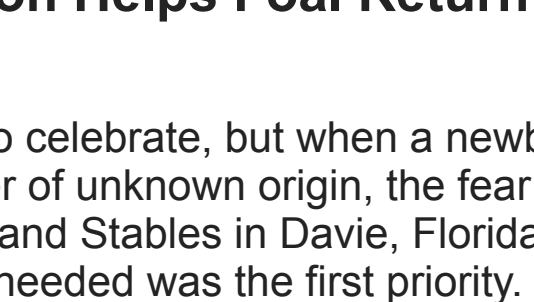 on Helps Foal Return
o celebrate, but when a newb
r of unknown origin, the fear
and Stables in Davie, Florida
needed was the first priority.